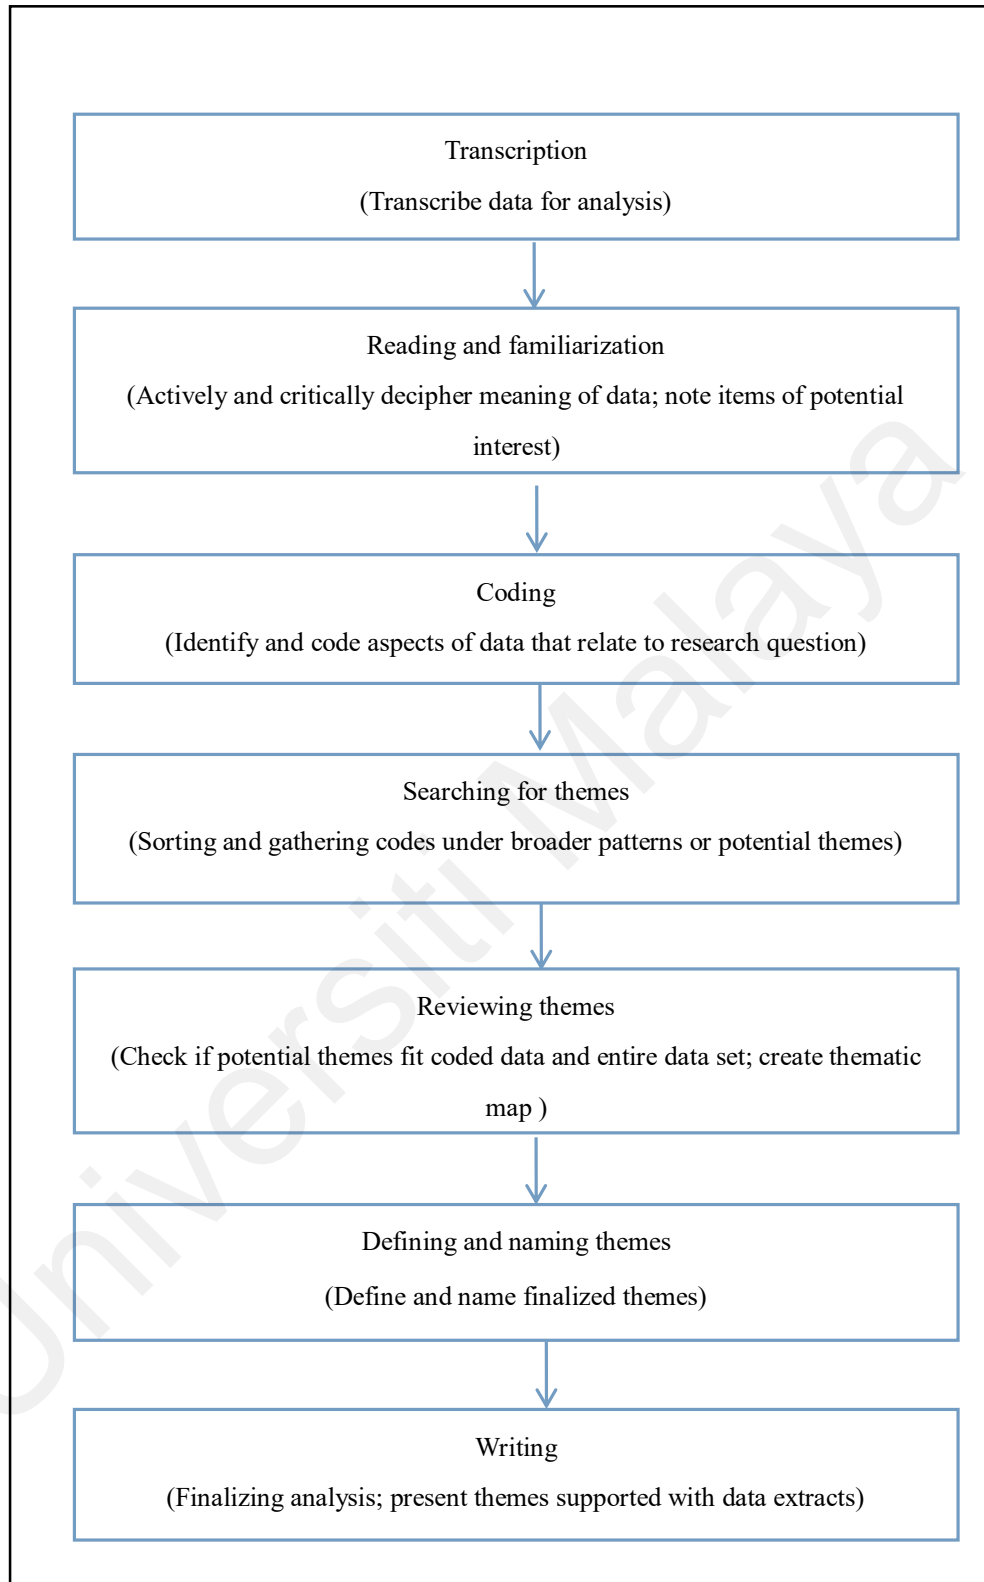 Transcription
(Transcribe data for analysis)
Reading and familiarization
(Actively and critically decipher meaning of data; note items of potential
interest)
Coding
(Identify and code aspects of data that relate to research question)
Searching for themes
(Sorting and gathering codes under broader patterns or potential themes)
Reviewing themes
(Check if potential themes fit coded data and entire data set; create thematic
map )
Defining and naming themes
(Define and name finalized themes)
Writing
(Finalizing analysis; present themes supported with data extracts)
Universiti Malaya